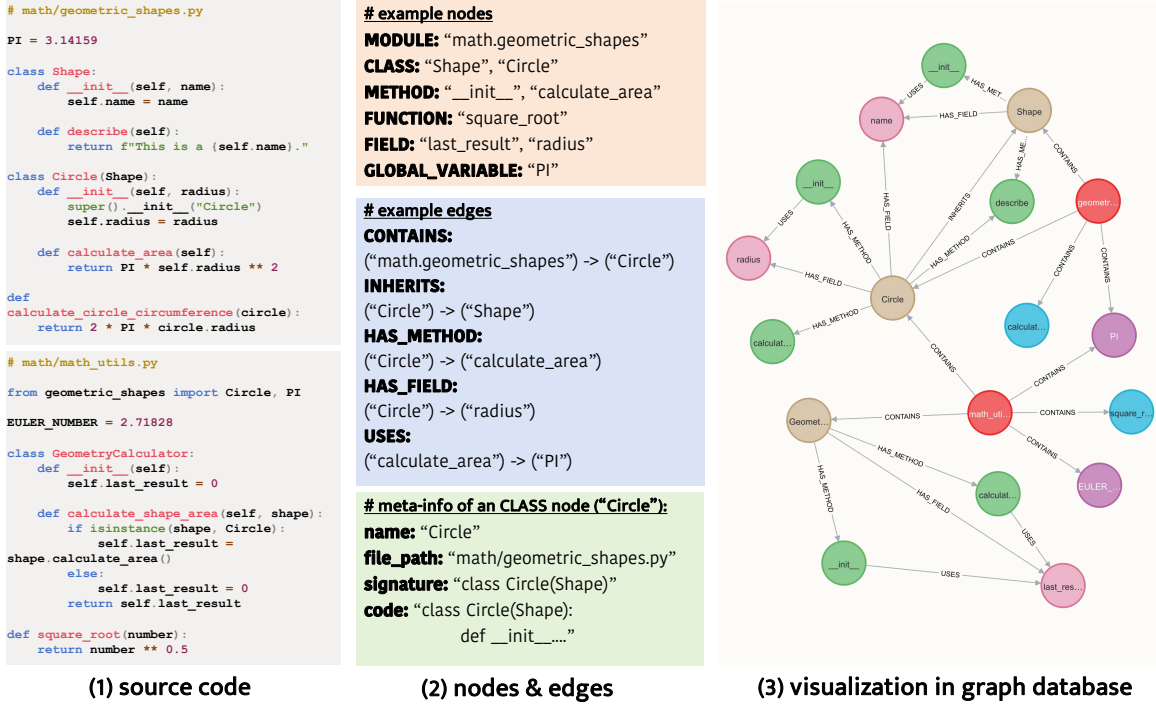 # math/geometric_shapes.py
PI = 3.14159
class Shape:
    def __init__(self, name):
        self.name = name
    def describe(self):
        return f"This is a {self.name}."
class Circle(Shape):
    def __init__(self, radius):
        super().__init__("Circle")
        self.radius = radius
    def calculate_area(self):
        return PI * self.radius ** 2
def
calculate_circle_circumference(circle):
    return 2 * PI * circle.radius
# math/math_utils.py
from geometric_shapes import Circle, PI
EULER_NUMBER = 2.71828
class GeometryCalculator:
    def __init__(self):
        self.last_result = 0
    def calculate_shape_area(self, shape):
        if isinstance(shape, Circle):
            self.last_result =
shape.calculate_area()
        else:
            self.last_result = 0
        return self.last_result
def square_root(number):
    return number ** 0.5
(1) source code
# example nodes
MODULE: “math.geometric_shapes”
CLASS: “Shape”, “Circle”
METHOD: “__init__”, “calculate_area”
FUNCTION: “square_root”
FIELD: “last_result”, “radius”
GLOBAL_VARIABLE: “PI”
# example edges
CONTAINS:
(“math.geometric_shapes”) -> (“Circle”)
INHERITS:
(“Circle”) -> (“Shape”)
HAS_METHOD:
(“Circle”) -> (“calculate_area”)
HAS_FIELD:
(“Circle”) -> (“radius”)
USES:
(“calculate_area”) -> (“PI”)
# meta-info of an CLASS node (“Circle”):
name: “Circle”
file_path: “math/geometric_shapes.py”
signature: “class Circle(Shape)”
code: “class Circle(Shape):
def __init__....”
(2) nodes & edges
__init__
HAS_MET...
USES
name
HAS_FIELD
Shape
HAS_ME...
CONTAINS
__init__
USES
HAS_FIELD
INHERITS
describe
geometr...
HAS_METHOD
HAS_METHOD
CONTAINS
CONTAINS
CONTAINS
radius
HAS_FIELD
Circle
HAS_METHOD
calculat...
calculat...
PI
CONTAINS
CONTAINS
Geomet...
CONTAINS
math_uti...
CONTAINS
square_r...
HAS_METHOD
CONTAINS
HAS_METHOD
HAS_FIELD
calculat...
EULER_...
USES
__init__
USES
last_res...
(3) visualization in graph database